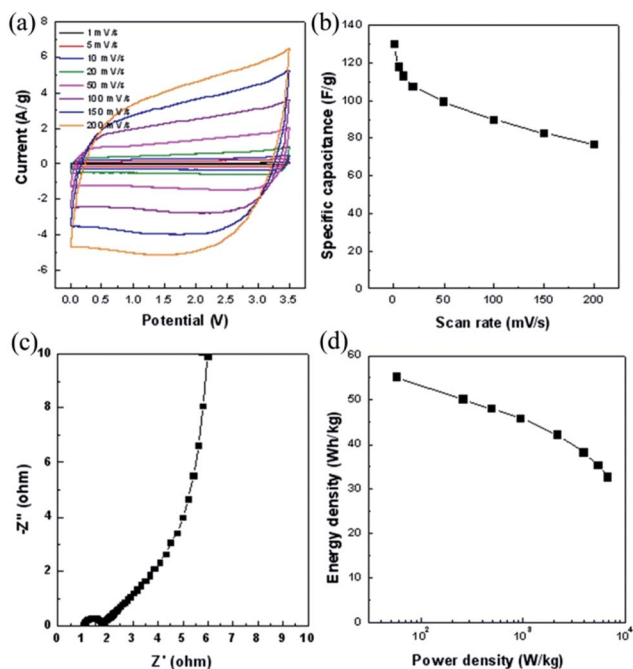 (a)
1 mV/s
5 mV/s
10 mV/s
20 mV/s
50 mV/s
100 mV/s
150 mV/s
200 mV/s
8
6
4
2
0
-2
-4
-6
Current (A/g)
0.0 0.5 1.0 1.5 2.0 2.5 3.0 3.5
Potential (V)
(b)
140
120
100
80
60
40
20
0
Specific capacitance (F/g)
0 50 100 150 200
Scan rate (mV/s)
(c)
10
8
6
4
2
0
-Z'' (ohm)
0 1 2 3 4 5 6 7 8 9 10
Z' (ohm)
(d)
60
50
40
30
20
10
0
Energy density (Wh/kg)
10² 10³ 10⁴
Power density (W/kg)